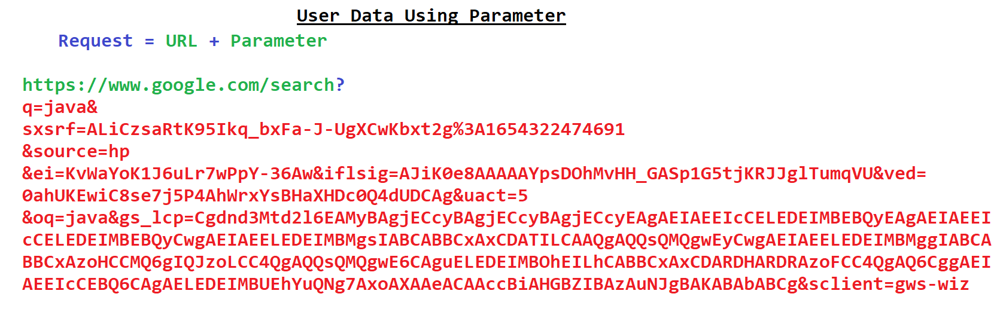 User Data Using Parameter
Request = URL + Parameter
https://www.google.com/search?
q=java&
sxsrf=ALiCzsaRtK95Ikq_bxFa-J-UgXCwKbxt2g%3A1654322474691
&source=hp
&ei=KvWaYoK1J6uLr7wPpY-36Aw&iflsig=AJiK0e8AAAAAYpsDOhMvHH_GASp1G5tjKRJJglTumqVU&ved=
0ahUKEwiC8se7j5P4AhWrxYsBHaXHDc0Q4dUDCAg&uact=5
&oq=java&gs_lcp=Cgdnd3Mtd2l6EAMyBAgjECcyBAgjECcyBAgjECcyEAgAEIAEEIcCELEDEIMBEBQyEAgAEIAEEI
cCELEDEIMBEBQyCwgAEIAEELEDEIMBMgsIABCABBCxAxCDATILCAAQgAQQsQMQgwEyCwgAEIAEELEDEIMBMggIABCA
BBCxAzoHCCMQ6gIQJzoLCC4QgAQQsQMQgwE6CAguELEDEIMBOhEILhCABBCxAxCDARDHARDRAzoFCC4QgAQ6CggAEI
AEEIcCEBQ6CAgAELEDEIMBUEhYuQNg7AxoAXAAeACAAccBiAHGBZIBAzAuNJgBAKABAbABCg&sclient=gws-wiz